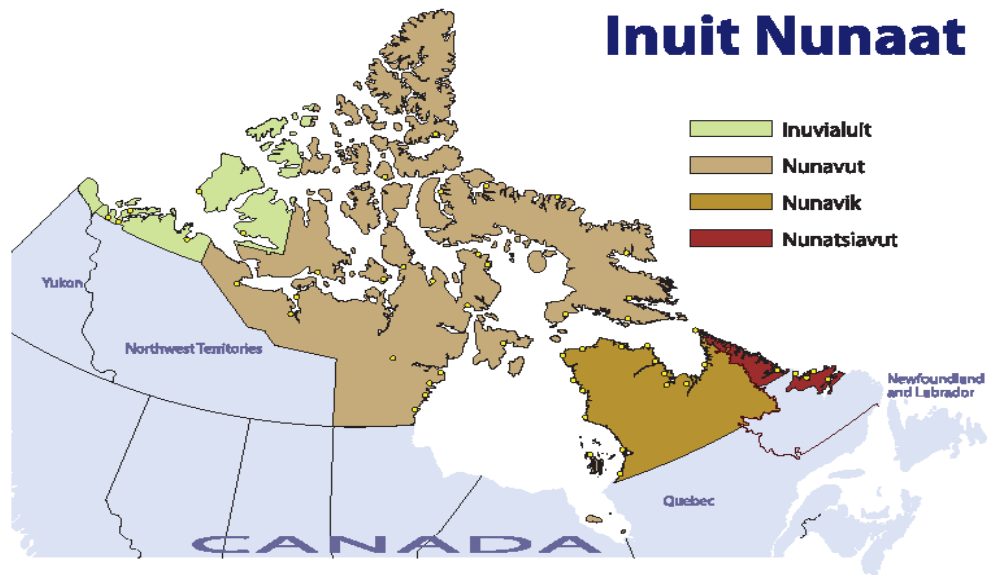 Inuit Nunaat
Inuvialuit
Nunavut
Nunavik
Nunatsiavut
Yukon
Northwest Territories
Newfoundland
and Labrador
Quebec
CANADA